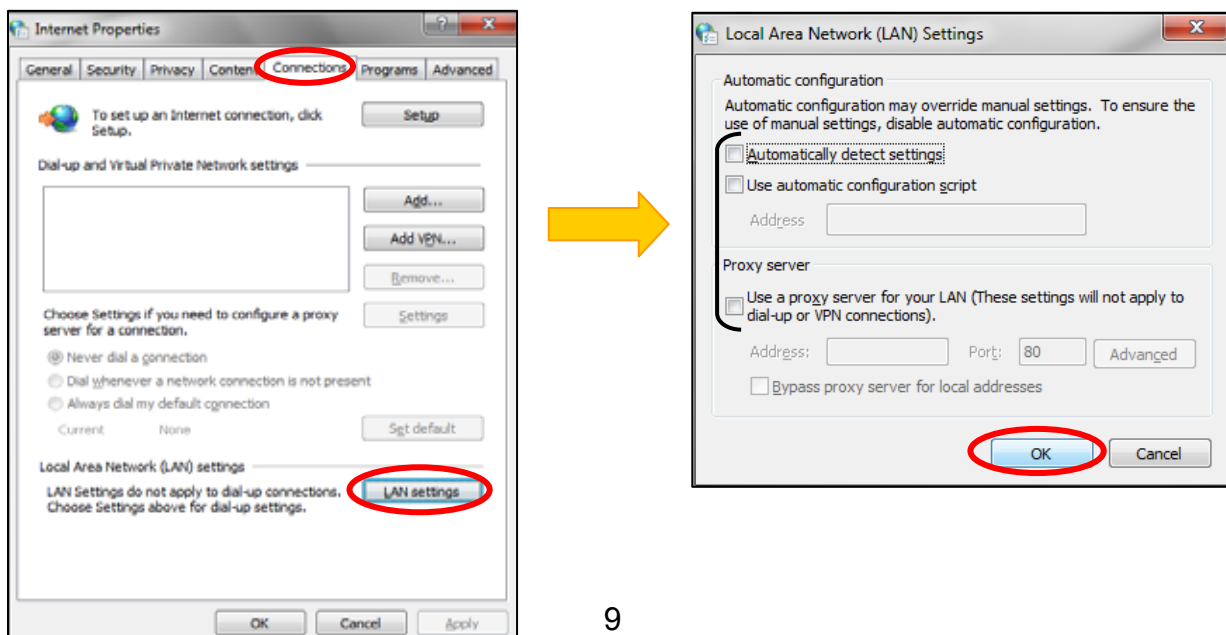 Internet Properties
General Security Privacy Content Connections Programs Advanced
To set up an Internet connection, click
Setup.
Setup
Dial-up and Virtual Private Network settings
Add...
Add VPN...
Remove...
Choose Settings if you need to configure a proxy
server for a connection.
Settings
Never dial a connection
Dial whenever a network connection is not present
Always dial my default connection
Current None
Set default
Local Area Network (LAN) settings
LAN Settings do not apply to dial-up connections.
Choose Settings above for dial-up settings.
LAN settings
OK Cancel Apply
Local Area Network (LAN) Settings
Automatic configuration
Automatic configuration may override manual settings. To ensure the
use of manual settings, disable automatic configuration.
Automatically detect settings
Use automatic configuration script
Address
Proxy server
Use a proxy server for your LAN (These settings will not apply to
dial-up or VPN connections).
Address: Port: 80 Advanced
Bypass proxy server for local addresses
OK Cancel
9